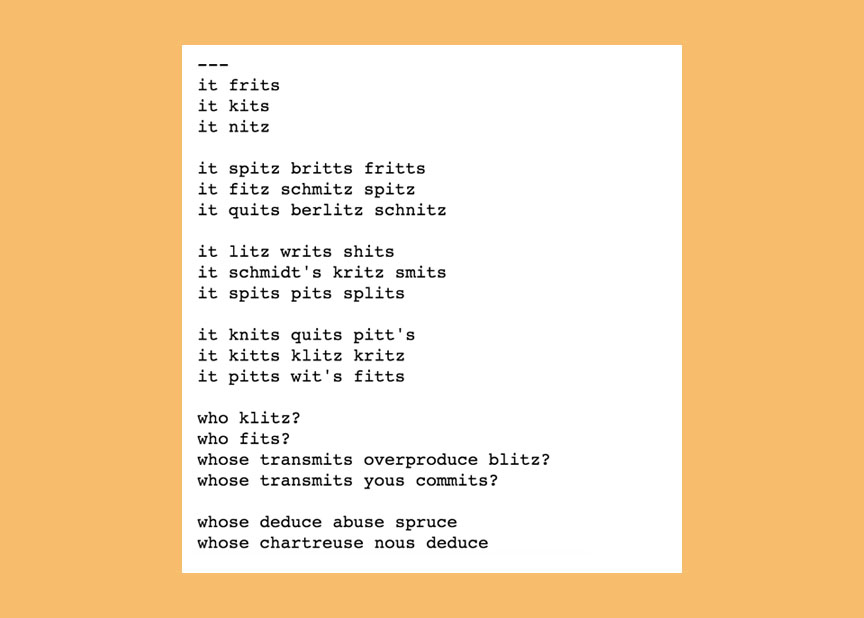 ---
it frits
it kits
it nitz

it spitz britts fritts
it fitz schmitz spitz
it quits berlitz schnitz

it litz writs shits
it schmidt's kritz smits
it spits pits splits

it knits quits pitt's
it kitts klitz kritz
it pitts wit's fitts

who klitz?
who fits?
whose transmits overproduce blitz?
whose transmits yous commits?

whose deduce abuse spruce
whose chartreuse nous deduce